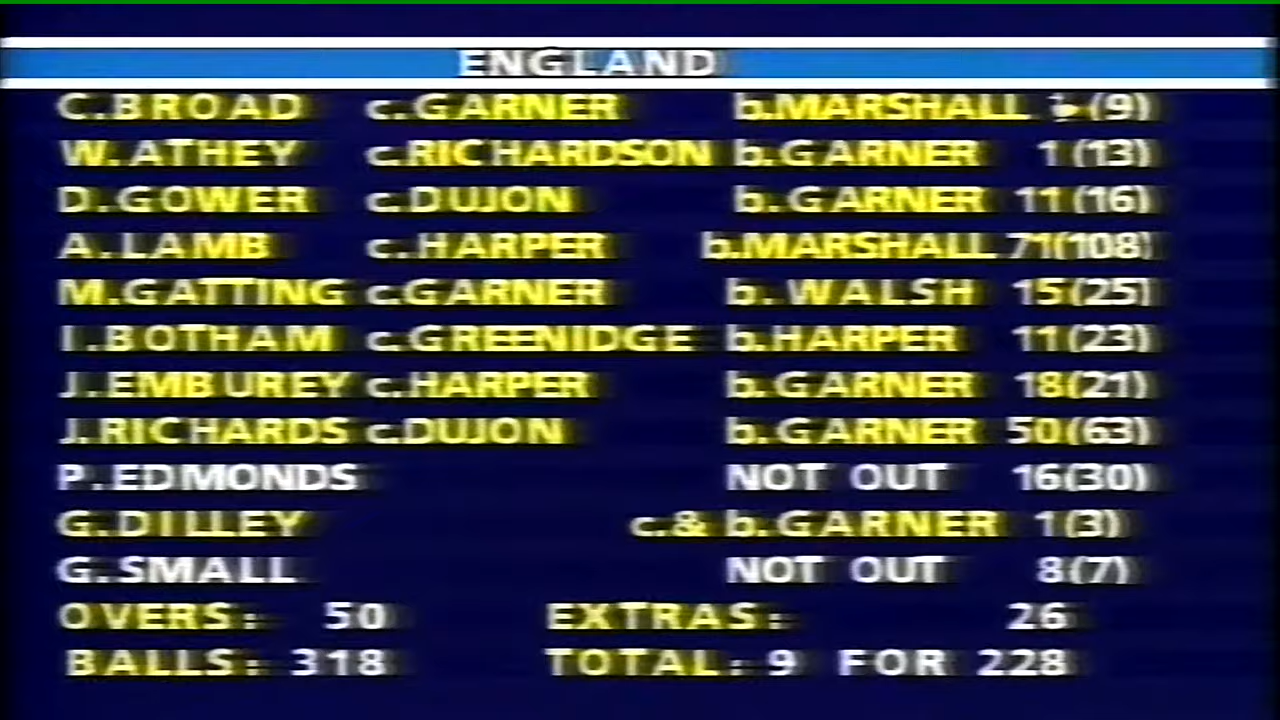 ENGLAND
C.BROAD c.GARNER b.MARSHALL (9)
W.ATHEY c.RICHARDSON b.GARNER 1(13)
D.GOWER c.DUJON b.GARNER 11(16)
A.LAMB c.HARPER b.MARSHALL 71(108)
M.GATTING c.GARNER b.WALSH 15(25)
I.BOTHAM c.GREENIDGE b.HARPER 11(23)
J.EMBUREY c.HARPER b.GARNER 18(21)
J.RICHARDS c.DUJON b.GARNER 50(63)
P.EDMONDS NOT OUT 16(30)
G.DILLEY c.& b.GARNER 1(3)
G.SMALL NOT OUT 8(7)
OVERS: 50 EXTRAS: 26
BALLS: 318 TOTAL: 9 FOR 228